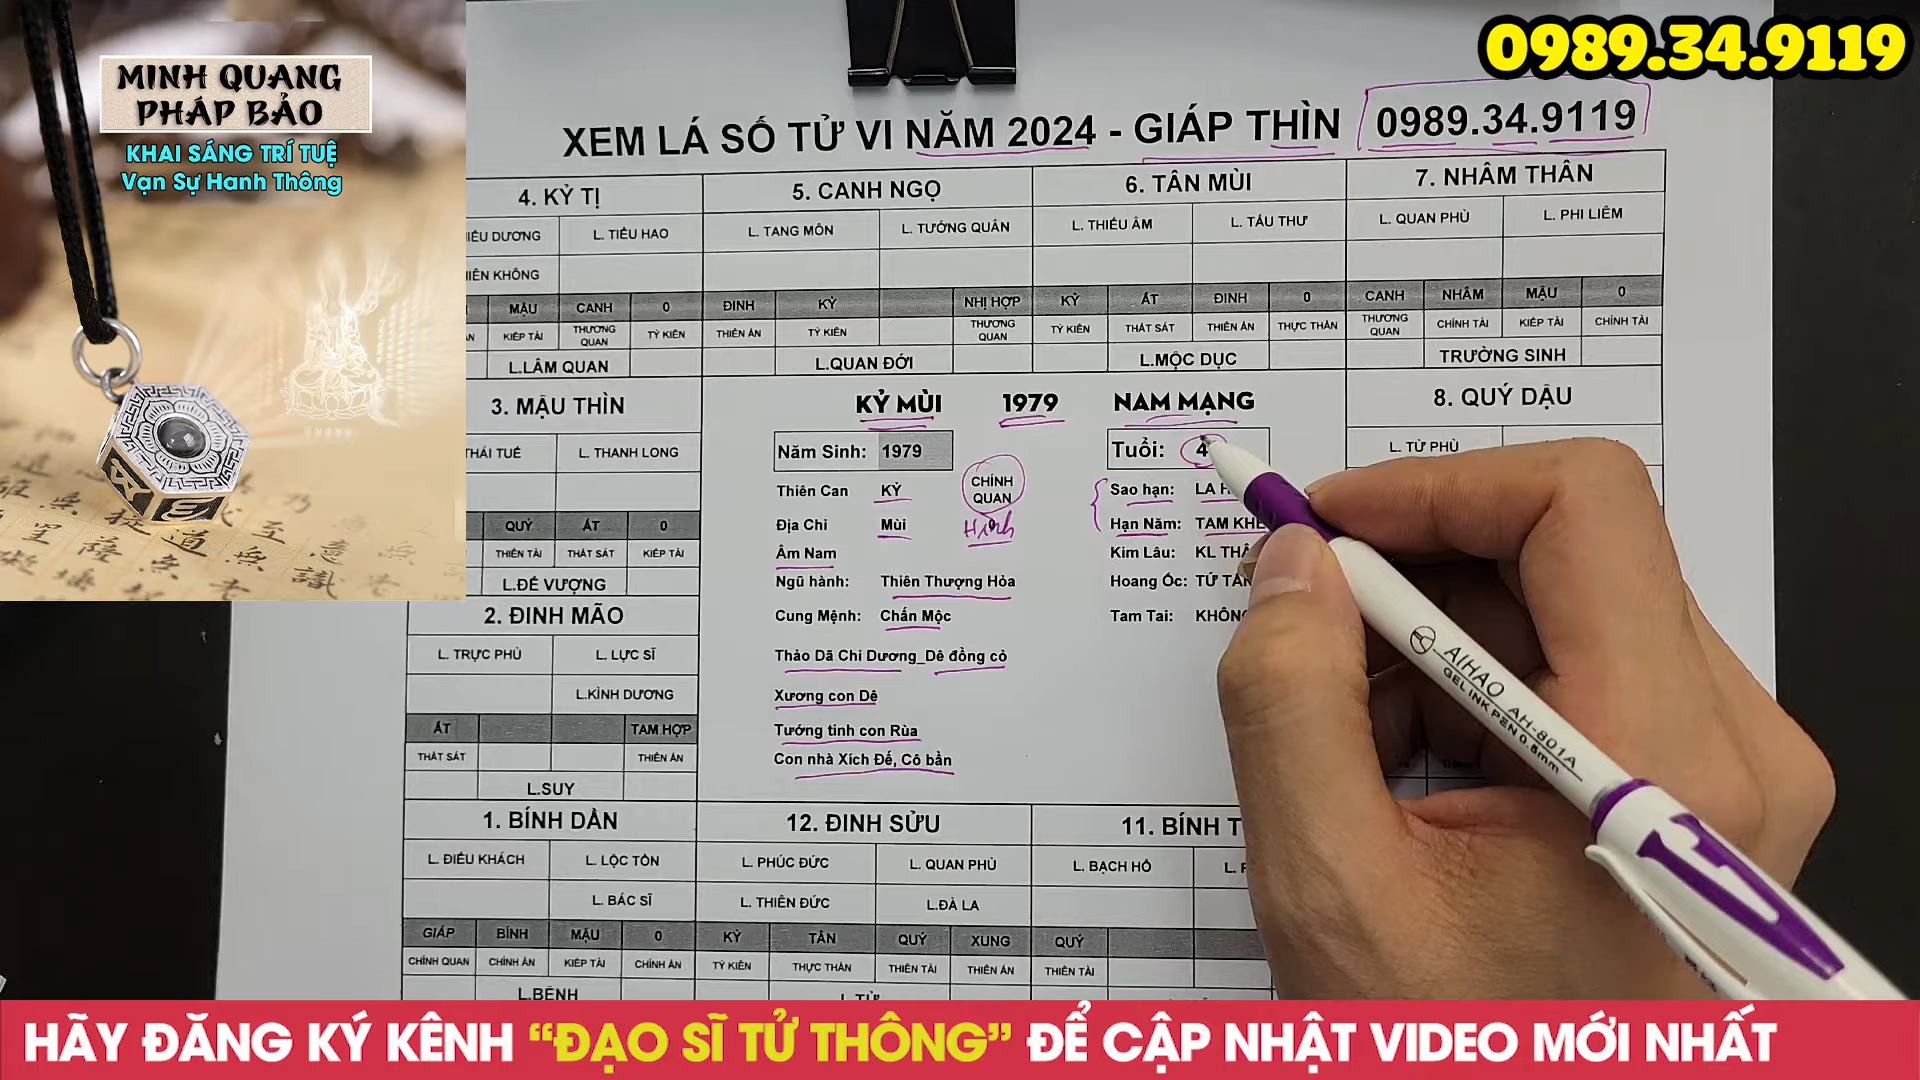 0989.34.9119
MINH QUANG
PHÁP BẢO
KHAI SÁNG TRÍ TUỆ
Vạn Sự Hanh Thông
XEM LÁ SỐ TỬ VI NĂM 2024 - GIÁP THÌN 0989.34.9119
4. KỶ TỊ 5. CANH NGỌ 6. TÂN MÙI 7. NHÂM THÂN
L. TIỂU HAO L. TANG MÔN L. TƯỚNG QUÂN L. THIẾU ÂM L. TẤU THƯ L. QUAN PHÙ L. PHI LIÊM
MẬU CANH 0 ĐINH KỶ NHỊ HỢP KỶ ẤT ĐINH 0 CANH NHÂM MẬU 0
KIẾP TÀI THƯƠNG QUAN TỶ KIÊN THIÊN ẤN TỶ KIÊN THƯƠNG QUAN TỶ KIÊN THẤT SÁT THIÊN ẤN THỰC THẦN THƯƠNG QUAN CHÍNH TÀI KIẾP TÀI CHÍNH TÀI
L.LÂM QUAN L.QUAN ĐỚI L.MỘC DỤC TRƯỜNG SINH
3. MẬU THÌN KỶ MÙI 1979 NAM MẠNG 8. QUÝ DẬU
L. THANH LONG Năm Sinh: 1979 Tuổi: 4 L. TỬ PHÙ
Thiên Can KỶ CHÍNH QUAN Sao hạn: LA
QUÝ ẤT 0 Địa Chi Mùi Hình Hạn Năm: TAM
THIÊN TÀI THẤT SÁT KIẾP TÀI Âm Nam Kim Lâu: KL
L.ĐẾ VƯỢNG Ngũ hành: Thiên Thượng Hỏa Hoang Ốc: TỨ
2. ĐINH MÃO Cung Mệnh: Chấn Mộc Tam Tai: KHÔNG
L. TRỰC PHÙ L. LỰC SĨ Thảo Dã Chi Dương_Dê đồng cỏ
L.KÌNH DƯƠNG Xương con Dê
ẤT TAM HỢP Tướng tinh con Rùa
THẤT SÁT THIÊN ẤN Con nhà Xích Đế, Cô bần
L.SUY
1. BÍNH DẦN 12. ĐINH SỬU 11. BÍNH
L. ĐIẾU KHÁCH L. LỘC TỒN L. PHÚC ĐỨC L. QUAN PHỦ L. BẠCH HỔ
L. BÁC SĨ L. THIÊN ĐỨC L.ĐÀ LA
GIÁP BÍNH MẬU 0 KỶ TÂN QUÝ XUNG QUÝ
CHÍNH QUAN CHÍNH ẤN KIẾP TÀI CHÍNH ẤN TỶ KIÊN THỰC THẦN THIÊN TÀI THIÊN ẤN THIÊN TÀI
L.BỆNH L.TỬ
AIHAO AH-801A
GEL INK PEN 0.5mm
HÃY ĐĂNG KÝ KÊNH “ĐẠO SĨ TỬ THÔNG” ĐỂ CẬP NHẬT VIDEO MỚI NHẤT